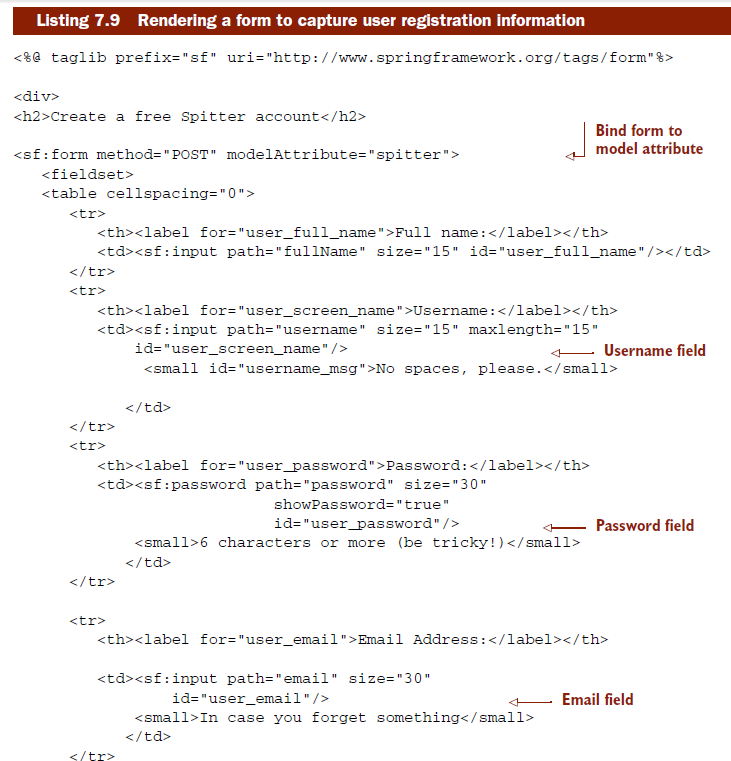 Listing 7.9 Rendering a form to capture user registration information
<%@ taglib prefix="sf" uri="http://www.springframework.org/tags/form"%>
<div>
<h2>Create a free Spitter account</h2>
Bind form to
model attribute
<sf:form method="POST" modelAttribute="spitter">
<fieldset>
<table cellspacing="0">
<tr>
<th><label for="user_full_name">Full name:</label></th>
<td><sf:input path="fullName" size="15" id="user_full_name"/></td>
</tr>
<tr>
<th><label for="user_screen_name">Username:</label></th>
<td><sf:input path="username" size="15" maxlength="15"
id="user_screen_name"/>
Username field
<small id="username_msg">No spaces, please.</small>
</td>
</tr>
<tr>
<th><label for="user_password">Password:</label></th>
<td><sf:password path="password" size="30"
showPassword="true"
id="user_password"/>
Password field
<small>6 characters or more (be tricky!)</small>
</td>
</tr>
<tr>
<th><label for="user_email">Email Address:</label></th>
<td><sf:input path="email" size="30"
id="user_email"/>
Email field
<small>In case you forget something</small>
</td>
</tr>